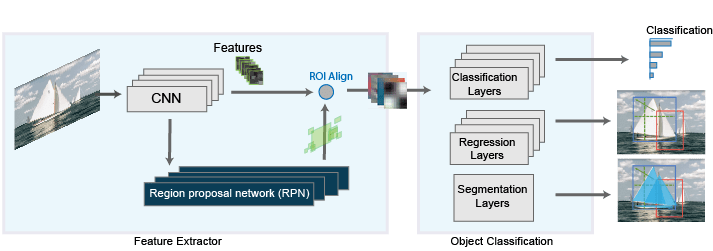 Classification
Features
ROI Align
CNN
Classification
Layers
Regression
Layers
Region proposal network (RPN)
Segmentation
Layers
Feature Extractor
Object Classification